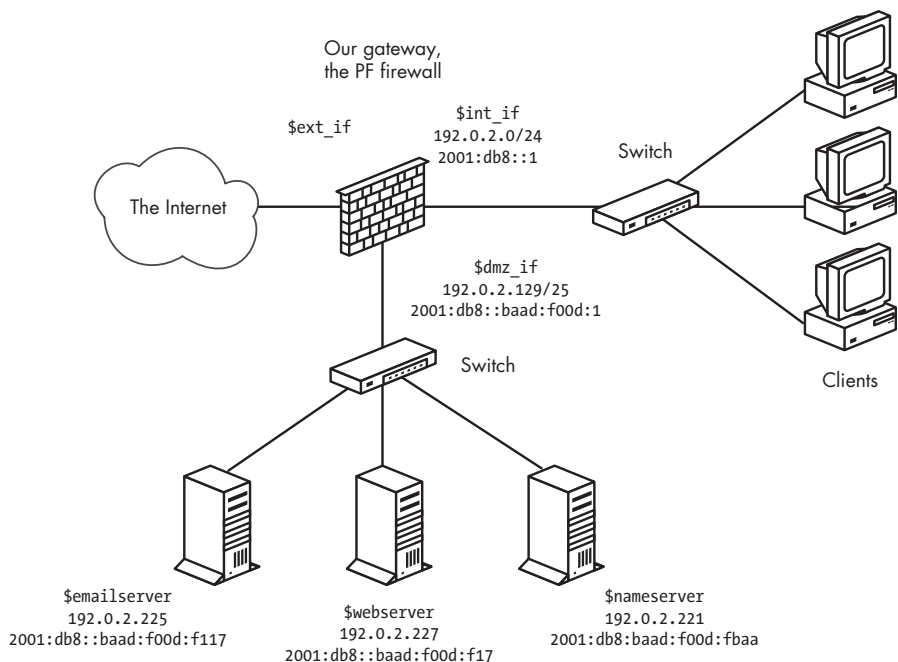 Our gateway,
the PF firewall
$ext_if
$int_if
192.0.2.0/24
2001:db8::1
Switch
The Internet
$dmz_if
192.0.2.129/25
2001:db8::baad:f00d:1
Switch
Clients
$emailserver
192.0.2.225
2001:db8::baad:f00d:f117
$webserver
192.0.2.227
2001:db8::baad:f00d:f17
$nameserver
192.0.2.221
2001:db8:baad:f00d:fbaa